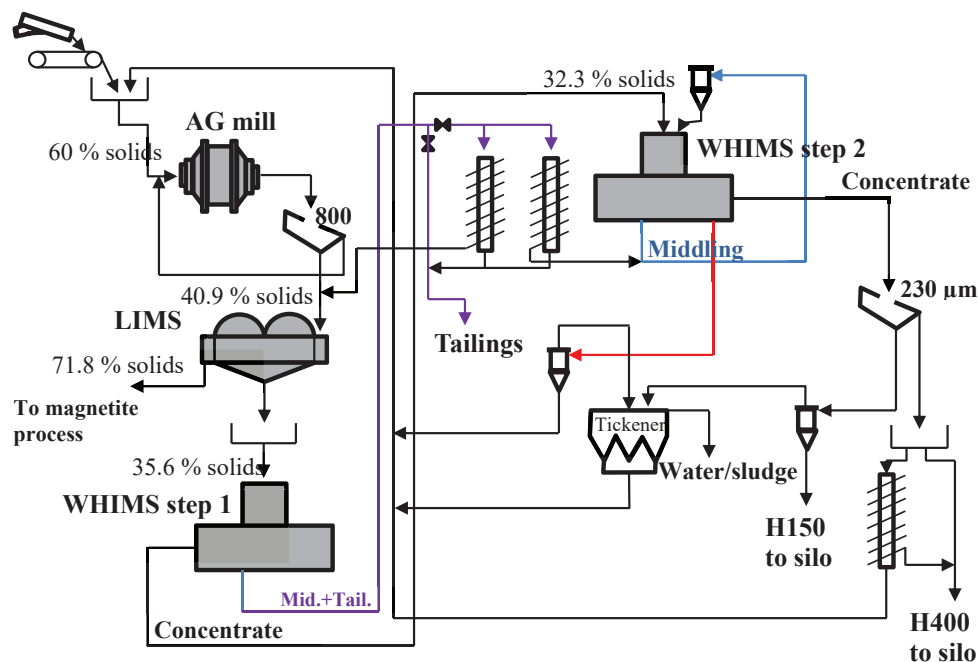 32.3 % solids
AG mill
60 % solids
WHIMS step 2
Concentrate
800
Middling
40.9 % solids
230 µm
LIMS
Tailings
71.8 % solids
To magnetite
process
Tickener
35.6 % solids
Water/sludge
WHIMS step 1
H150
to silo
Mid.+Tail.
Concentrate
H400
to silo